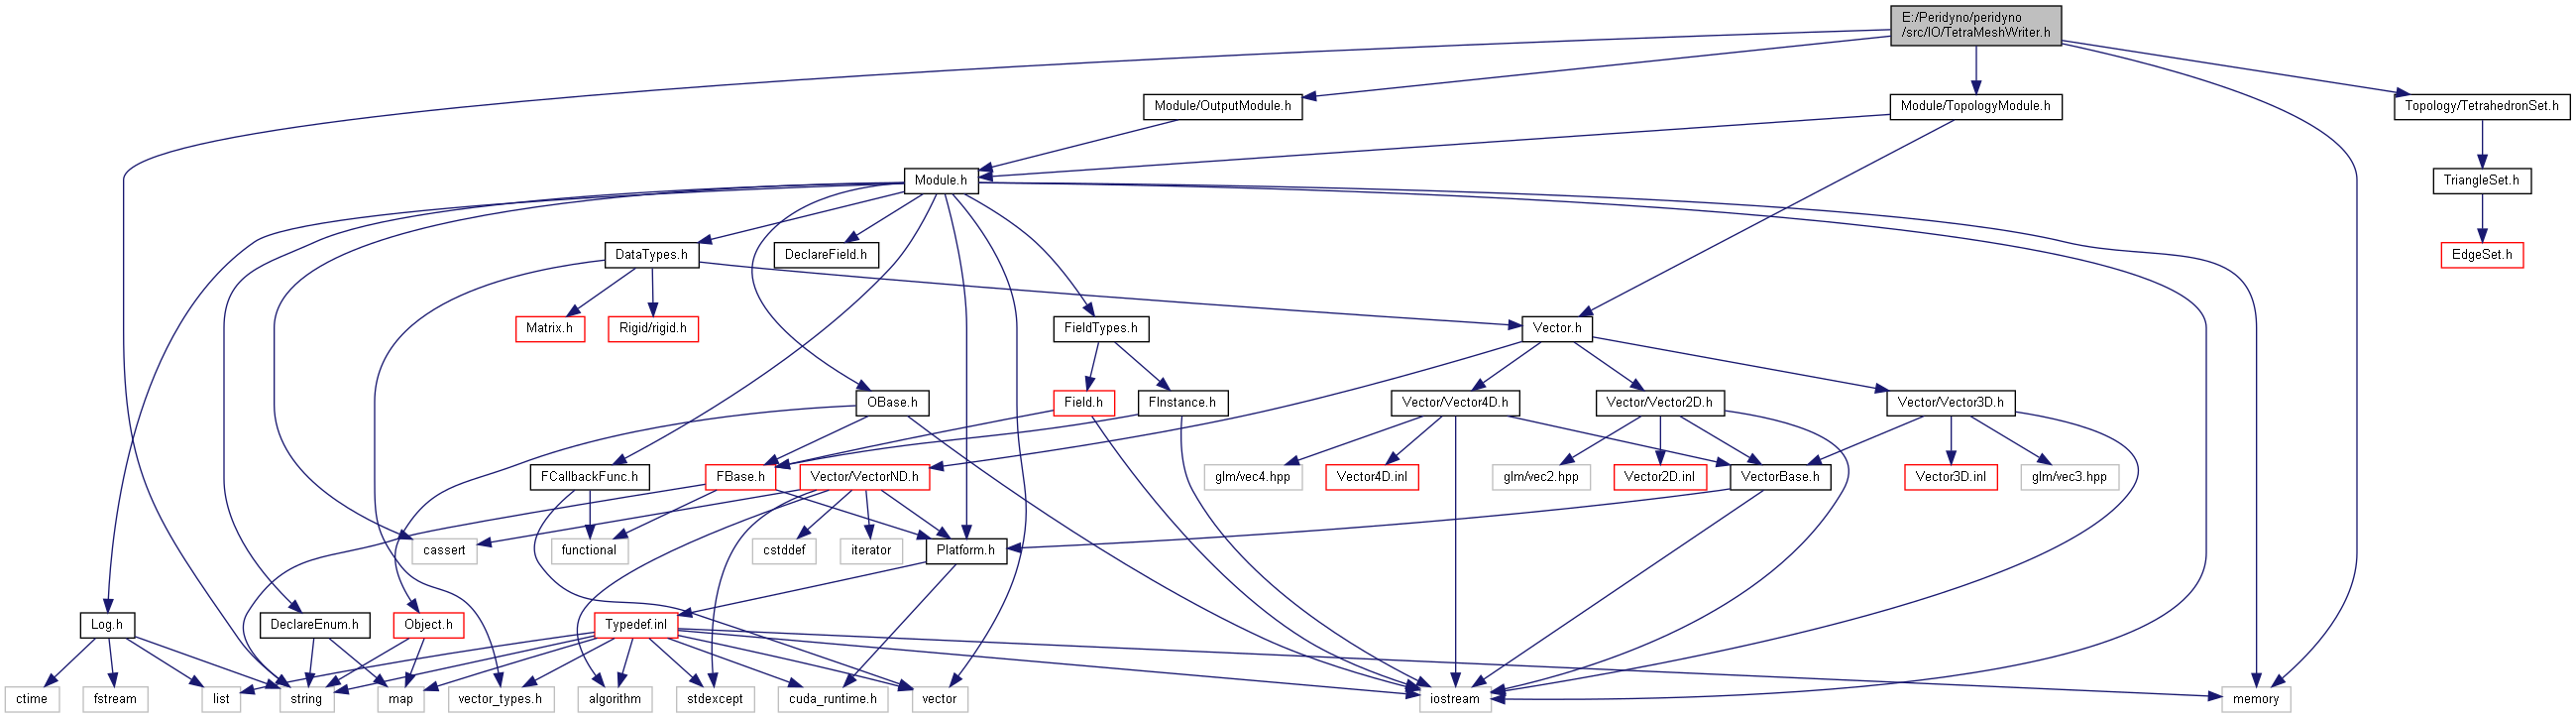 E:/Peridyno/peridyno
/src/IO/TetraMeshWriter.h
Module/OutputModule.h
Module/TopologyModule.h
Topology/TetrahedronSet.h
Module.h
TriangleSet.h
DataTypes.h
DeclareField.h
EdgeSet.h
Matrix.h
Rigid/rigid.h
FieldTypes.h
Vector.h
OBase.h
Field.h
FInstance.h
Vector/Vector4D.h
Vector/Vector2D.h
Vector/Vector3D.h
FCallbackFunc.h
FBase.h
Vector/VectorND.h
glm/vec4.hpp
Vector4D.inl
glm/vec2.hpp
Vector2D.inl
VectorBase.h
Vector3D.inl
glm/vec3.hpp
cassert
functional
cstddef
iterator
Platform.h
Log.h
DeclareEnum.h
Object.h
Typedef.inl
ctime
fstream
list
string
map
vector_types.h
algorithm
stdexcept
cuda_runtime.h
vector
iostream
memory